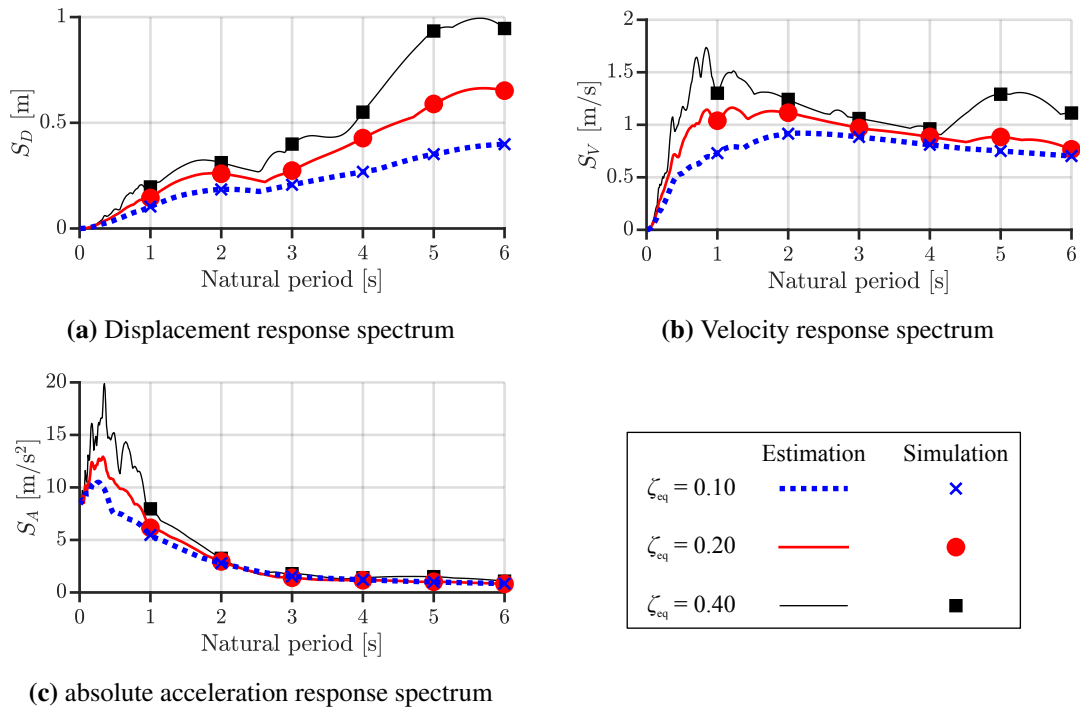 1
0.5
0
S_D [m]
0 1 2 3 4 5 6
Natural period [s]
(a) Displacement response spectrum
2
1.5
1
0.5
0
S_V [m/s]
0 1 2 3 4 5 6
Natural period [s]
(b) Velocity response spectrum
20
15
10
5
0
S_A [m/s²]
0 1 2 3 4 5 6
Natural period [s]
(c) absolute acceleration response spectrum
Estimation Simulation
ζ_eq = 0.10
ζ_eq = 0.20
ζ_eq = 0.40